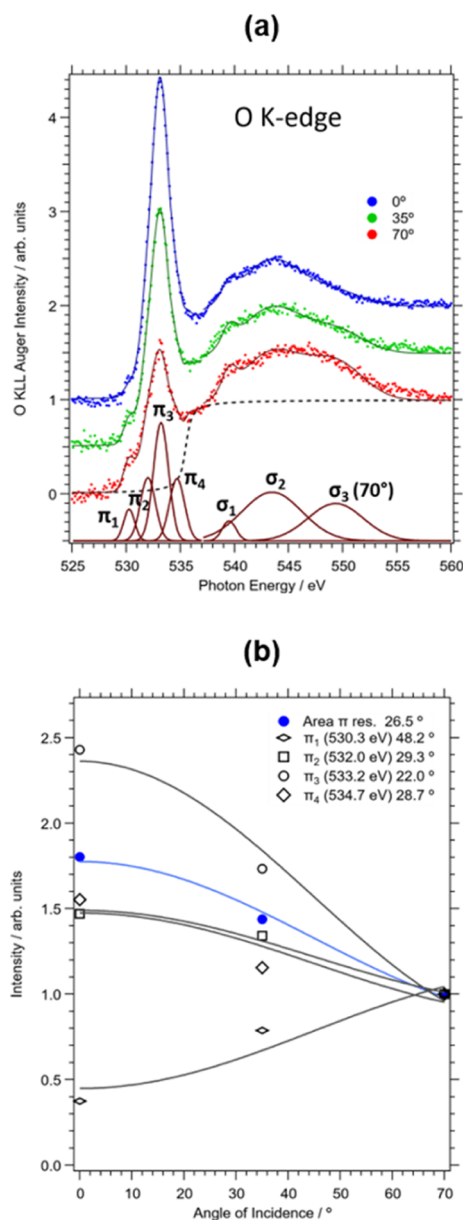 (a)
O K-edge
0º
35º
70º
π1
π2
π3
π4
σ1
σ2
σ3 (70°)
O KLL Auger Intensity / arb. units
4
3
2
1
0
525
530
535
540
545
550
555
560
Photon Energy / eV
(b)
Area π res. 26.5 º
π1 (530.3 eV) 48.2 º
π2 (532.0 eV) 29.3 º
π3 (533.2 eV) 22.0 º
π4 (534.7 eV) 28.7 º
Intensity / arb. units
2.5
2.0
1.5
1.0
0.5
0.0
0
10
20
30
40
50
60
70
Angle of Incidence / º